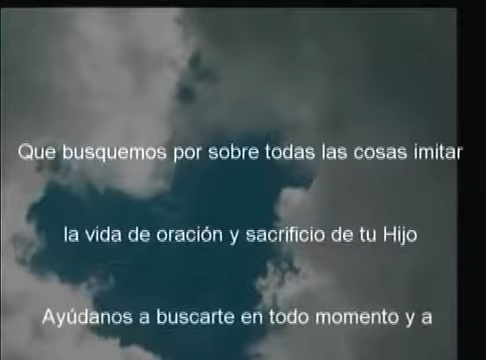 Que busquemos por sobre todas las cosas imitar
la vida de oración y sacrificio de tu Hijo
Ayúdanos a buscarte en todo momento y a